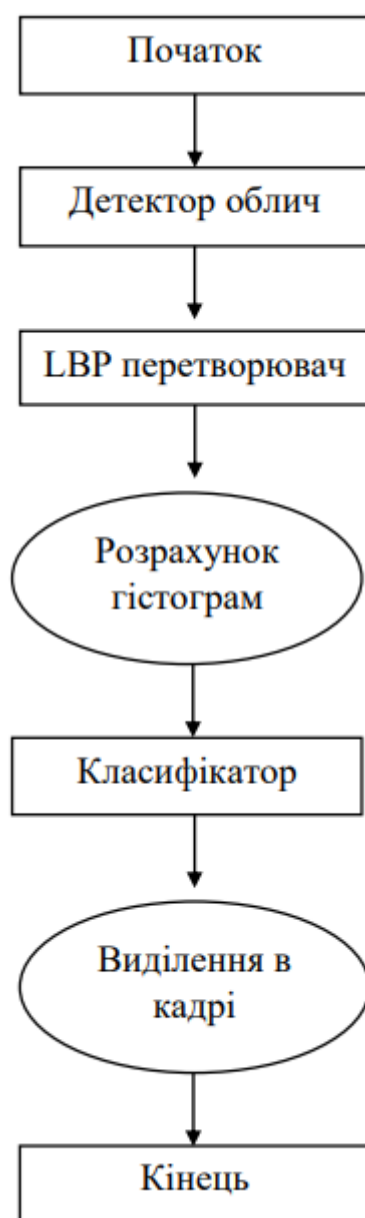 Початок
Детектор облич
LBP перетворювач
Розрахунок
гістограм
Класифікатор
Виділення в
кадрі
Кінець